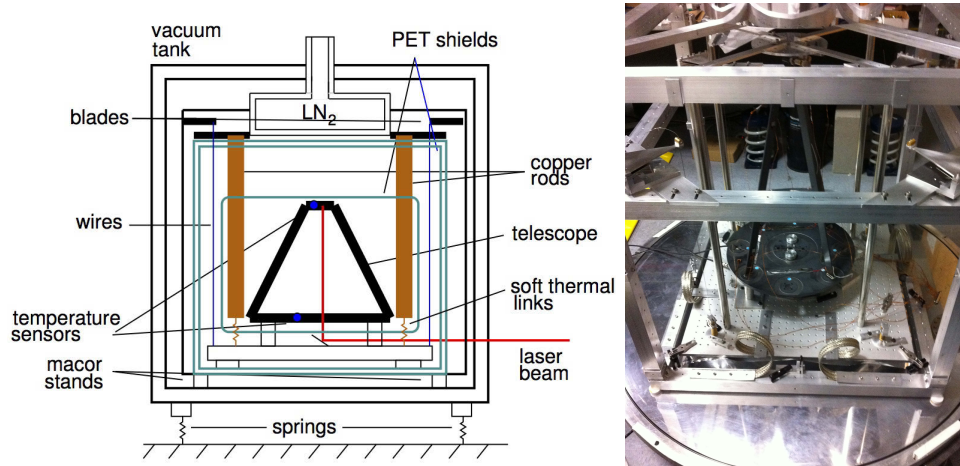 vacuum
tank
PET shields
LN2
blades
copper
rods
wires
telescope
soft thermal
links
temperature
sensors
laser
beam
macor
stands
springs